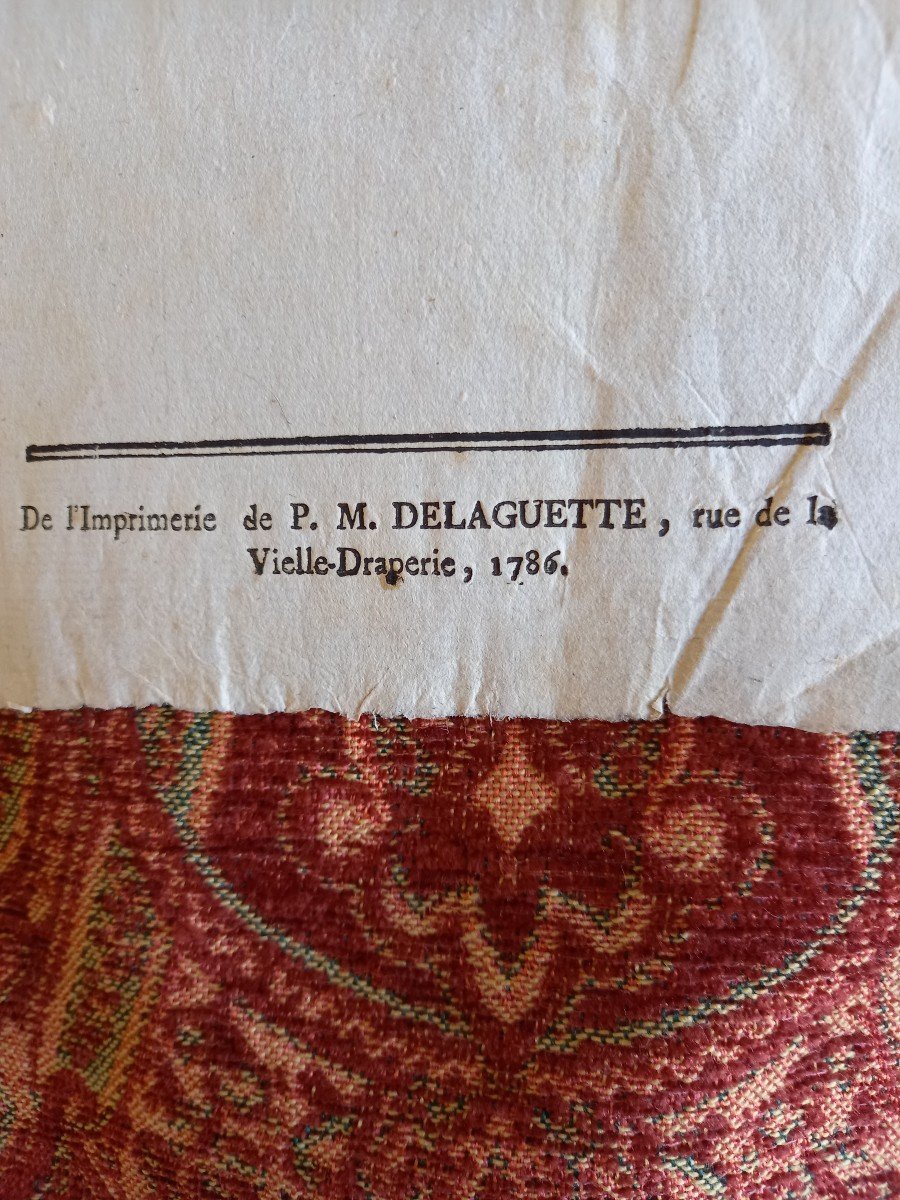 De l'Imprimerie de P. M. DELAGUETTE, rue de la
Vielle-Draperie, 1786.